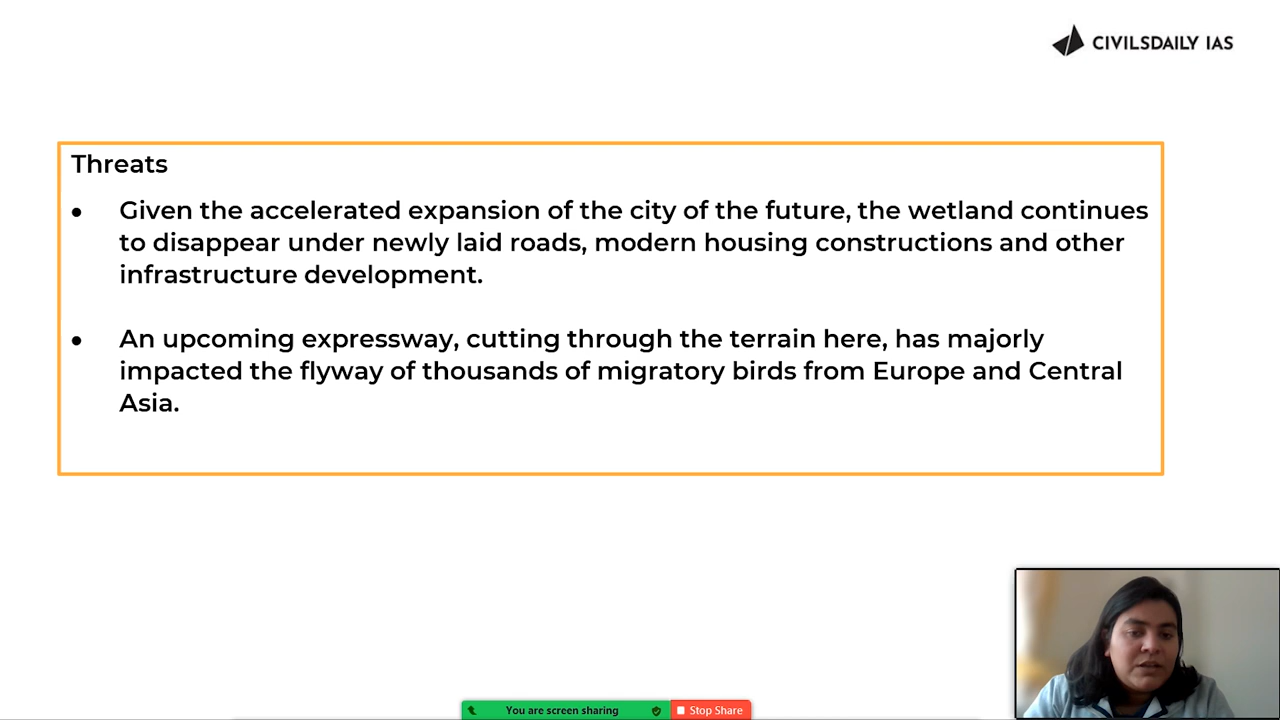 CIVILSDAILY IAS
Threats
• Given the accelerated expansion of the city of the future, the wetland continues
to disappear under newly laid roads, modern housing constructions and other
infrastructure development.
• An upcoming expressway, cutting through the terrain here, has majorly
impacted the flyway of thousands of migratory birds from Europe and Central
Asia.
You are screen sharing
Stop Share